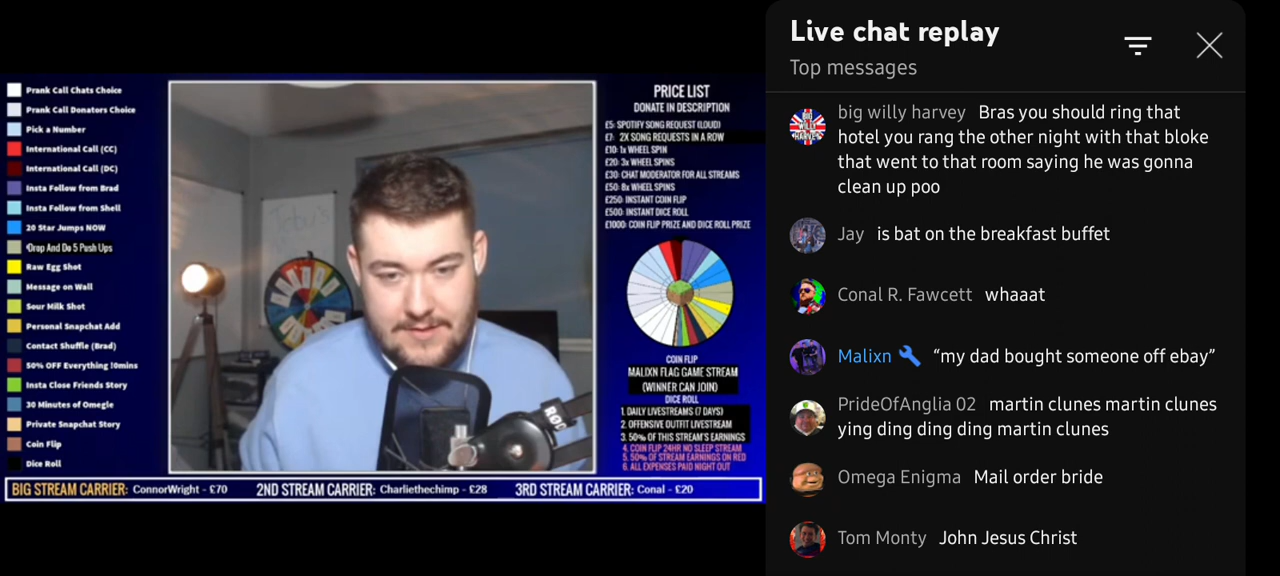 Prank Call Chats Choice
Prank Call Donators Choice
Pick a Number
International Call (CC)
International Call (DC)
Insta Follow from Brad
Insta Follow from Shell
20 Star Jumps NOW
Drop And Do 5 Push Ups
Raw Egg Shot
Message on Wall
Sour Milk Shot
Personal Snapchat Add
Contact Shuffle (Brad)
50% OFF Everything 10mins
Insta Close Friends Story
30 Minutes of Omegle
Private Snapchat Story
Coin Flip
Dice Roll
RØDE
PRICE LIST
DONATE IN DESCRIPTION
£5: SPOTIFY SONG REQUEST (LOUD)
£7: 2X SONG REQUESTS IN A ROW
£10: 1x WHEEL SPIN
£20: 3x WHEEL SPINS
£30: CHAT MODERATOR FOR ALL STREAMS
£50: 8x WHEEL SPINS
£250: INSTANT COIN FLIP
£500: INSTANT DICE ROLL
£1000: COIN FLIP PRIZE AND DICE ROLL PRIZE
COIN FLIP
MALIXN FLAG GAME STREAM
(WINNER CAN JOIN)
DICE ROLL
1. DAILY LIVESTREAMS (7 DAYS)
2. OFFENSIVE OUTFIT LIVESTREAM
3. 50% OF THIS STREAM'S EARNINGS
4. COIN FLIP 24HR NO SLEEP STREAM
5. 50% OF STREAM EARNINGS ON RED
6. ALL EXPENSES PAID NIGHT OUT
BIG STREAM CARRIER: ConnorWright - £70 2ND STREAM CARRIER: Charliethechimp - £28 3RD STREAM CARRIER: Conal - £20
Live chat replay
Top messages
big willy harvey Bras you should ring that
hotel you rang the other night with that bloke
that went to that room saying he was gonna
clean up poo
Jay is bat on the breakfast buffet
Conal R. Fawcett whaaat
Malixn “my dad bought someone off ebay”
PrideOfAnglia 02 martin clunes martin clunes
ying ding ding ding martin clunes
Omega Enigma Mail order bride
Tom Monty John Jesus Christ